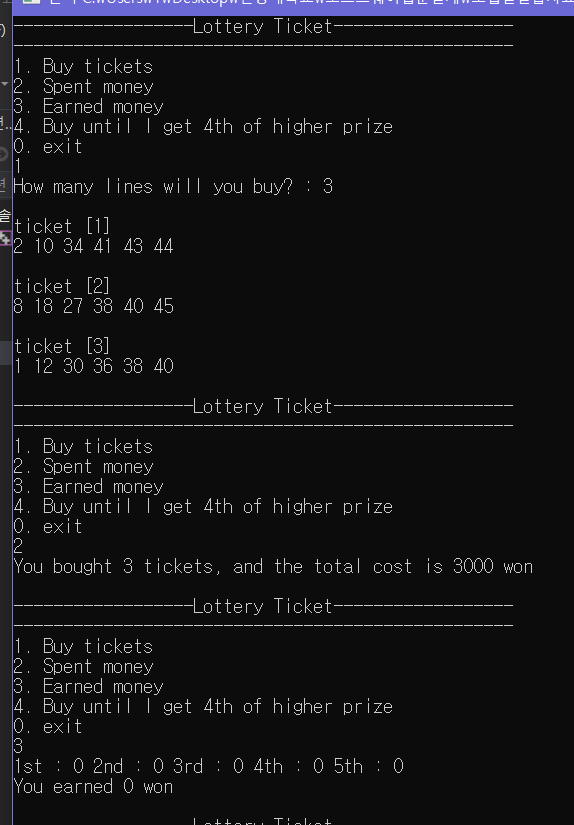 ------------------Lottery Ticket------------------
--------------------------------------------------
1. Buy tickets
2. Spent money
3. Earned money
4. Buy until I get 4th of higher prize
0. exit
1
How many lines will you buy? : 3
ticket [1]
2 10 34 41 43 44
ticket [2]
8 18 27 38 40 45
ticket [3]
1 12 30 36 38 40
------------------Lottery Ticket------------------
--------------------------------------------------
1. Buy tickets
2. Spent money
3. Earned money
4. Buy until I get 4th of higher prize
0. exit
2
You bought 3 tickets, and the total cost is 3000 won
------------------Lottery Ticket------------------
--------------------------------------------------
1. Buy tickets
2. Spent money
3. Earned money
4. Buy until I get 4th of higher prize
0. exit
3
1st : 0 2nd : 0 3rd : 0 4th : 0 5th : 0
You earned 0 won
------------------Lottery Ticket------------------